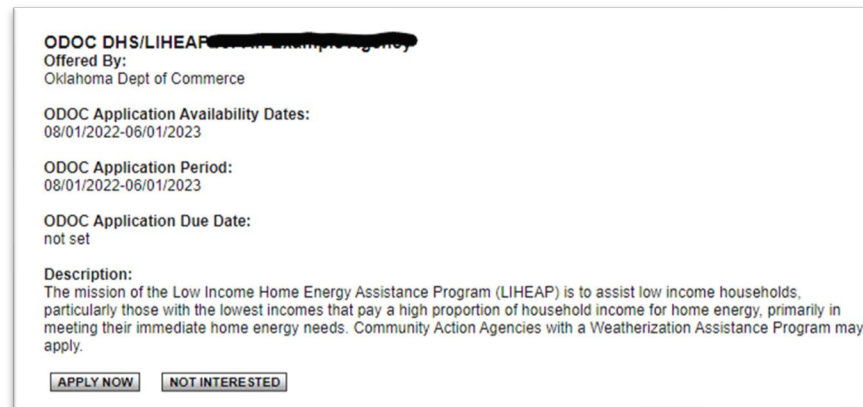 ODOC DHS/LIHEAP
Offered By:
Oklahoma Dept of Commerce
ODOC Application Availability Dates:
08/01/2022-06/01/2023
ODOC Application Period:
08/01/2022-06/01/2023
ODOC Application Due Date:
not set
Description:
The mission of the Low Income Home Energy Assistance Program (LIHEAP) is to assist low income households,
particularly those with the lowest incomes that pay a high proportion of household income for home energy, primarily in
meeting their immediate home energy needs. Community Action Agencies with a Weatherization Assistance Program may
apply.
APPLY NOW NOT INTERESTED